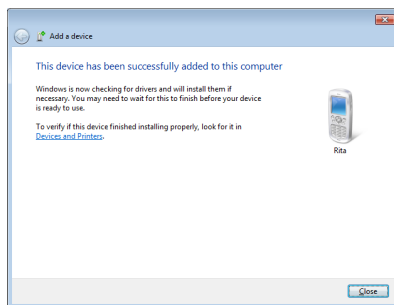 Add a device
This device has been successfully added to this computer
Windows is now checking for drivers and will install them if
necessary. You may need to wait for this to finish before your device
is ready to use.
To verify if this device finished installing properly, look for it in
Devices and Printers.
Rita
Close